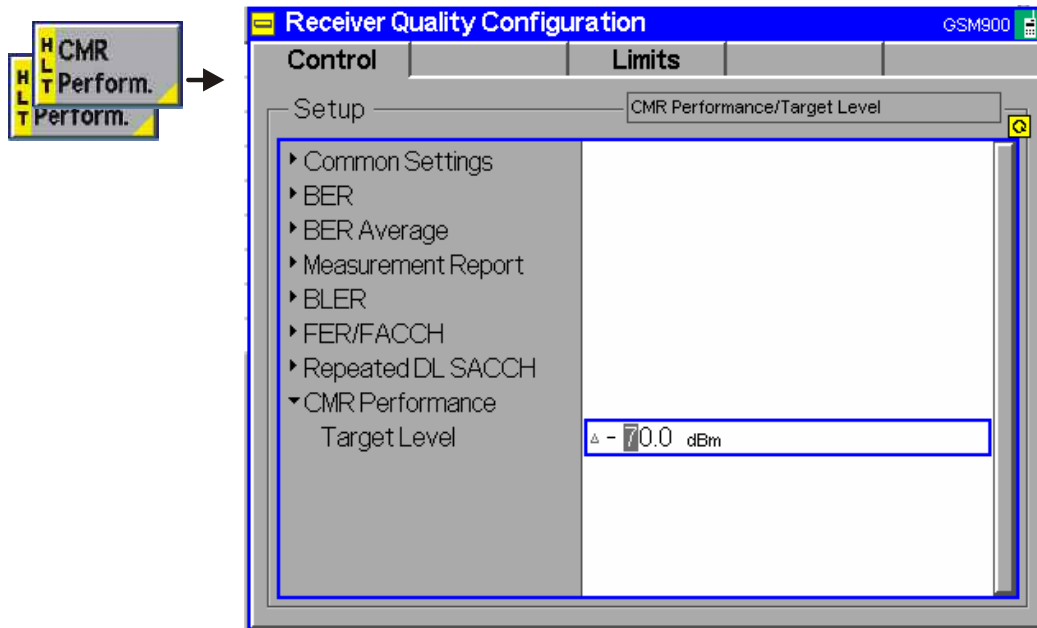 HLT CMR Perform.
HLT Perform.
Receiver Quality Configuration GSM900
Control Limits
Setup CMR Performance/Target Level
Common Settings
BER
BER Average
Measurement Report
BLER
FER/FACCH
Repeated DL SACCH
CMR Performance
Target Level - 70.0 dBm